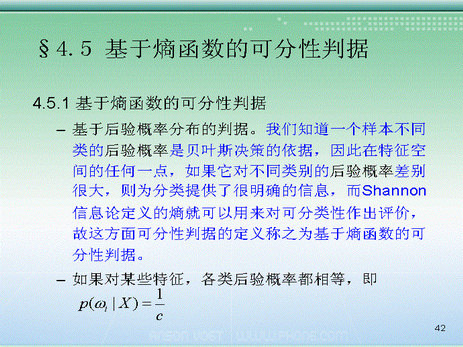 §4.5 基于熵函数的可分性判据
4.5.1 基于熵函数的可分性判据
– 基于后验概率分布的判据。我们知道一个样本不同
类的后验概率是贝叶斯决策的依据，因此在特征空
间的任何一点，如果它对不同类别的后验概率差别
很大，则为分类提供了很明确的信息，而Shannon
信息论定义的熵就可以用来对可分类性作出评价，
故这方面可分性判据的定义称之为基于熵函数的可
分性判据。
– 如果对某些特征，各类后验概率都相等，即
p(ω_i | X) = 1/c
42